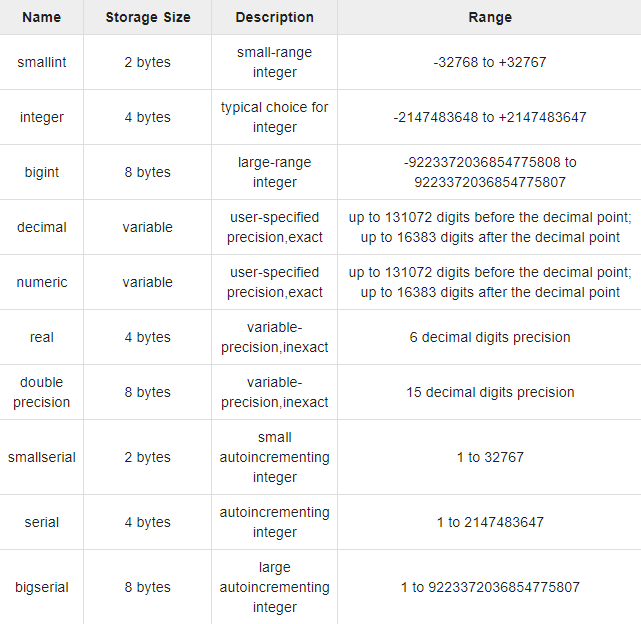 Name Storage Size Description Range
smallint 2 bytes small-range integer -32768 to +32767
integer 4 bytes typical choice for integer -2147483648 to +2147483647
bigint 8 bytes large-range integer -9223372036854775808 to 9223372036854775807
decimal variable user-specified precision,exact up to 131072 digits before the decimal point; up to 16383 digits after the decimal point
numeric variable user-specified precision,exact up to 131072 digits before the decimal point; up to 16383 digits after the decimal point
real 4 bytes variable-precision,inexact 6 decimal digits precision
double precision 8 bytes variable-precision,inexact 15 decimal digits precision
smallserial 2 bytes small autoincrementing integer 1 to 32767
serial 4 bytes autoincrementing integer 1 to 2147483647
bigserial 8 bytes large autoincrementing integer 1 to 9223372036854775807